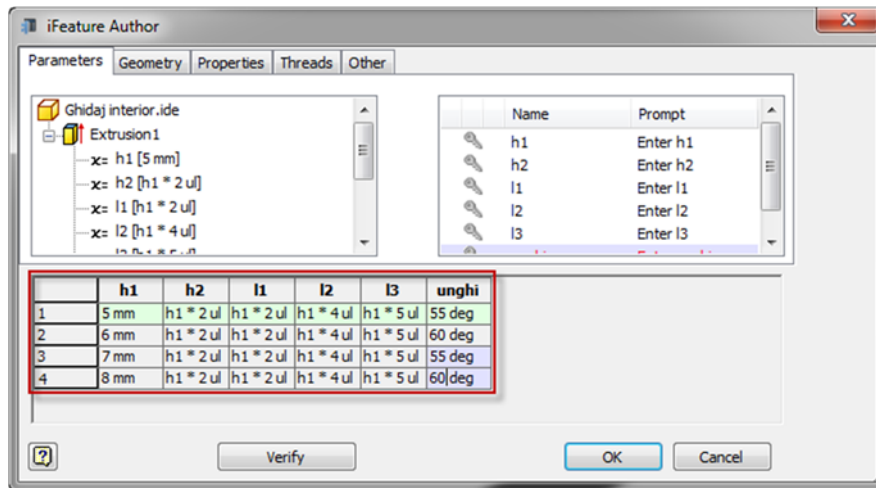 iFeature Author
Parameters Geometry Properties Threads Other
Ghidaj interior.ide
Extrusion1
x= h1 [5 mm]
x= h2 [h1 * 2 ul]
x= l1 [h1 * 2 ul]
x= l2 [h1 * 4 ul]
Name Prompt
h1 Enter h1
h2 Enter h2
l1 Enter l1
l2 Enter l2
l3 Enter l3
h1 h2 l1 l2 l3 unghi
1 5 mm h1 * 2 ul h1 * 2 ul h1 * 4 ul h1 * 5 ul 55 deg
2 6 mm h1 * 2 ul h1 * 2 ul h1 * 4 ul h1 * 5 ul 60 deg
3 7 mm h1 * 2 ul h1 * 2 ul h1 * 4 ul h1 * 5 ul 55 deg
4 8 mm h1 * 2 ul h1 * 2 ul h1 * 4 ul h1 * 5 ul 60 deg
Verify OK Cancel